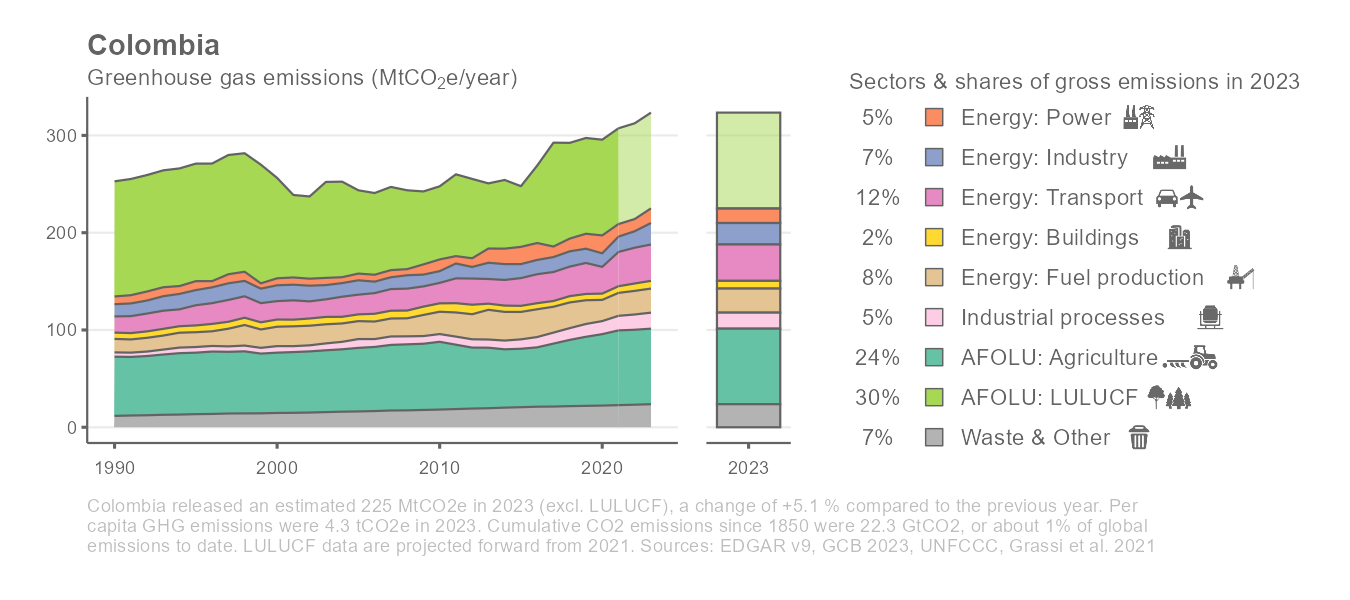 Colombia
Greenhouse gas emissions (MtCO₂e/year)
300
200
100
0
1990
2000
2010
2020
2023
Sectors & shares of gross emissions in 2023
5% Energy: Power
7% Energy: Industry
12% Energy: Transport
2% Energy: Buildings
8% Energy: Fuel production
5% Industrial processes
24% AFOLU: Agriculture
30% AFOLU: LULUCF
7% Waste & Other
Colombia released an estimated 225 MtCO2e in 2023 (excl. LULUCF), a change of +5.1 % compared to the previous year. Per
capita GHG emissions were 4.3 tCO2e in 2023. Cumulative CO2 emissions since 1850 were 22.3 GtCO2, or about 1% of global
emissions to date. LULUCF data are projected forward from 2021. Sources: EDGAR v9, GCB 2023, UNFCCC, Grassi et al. 2021